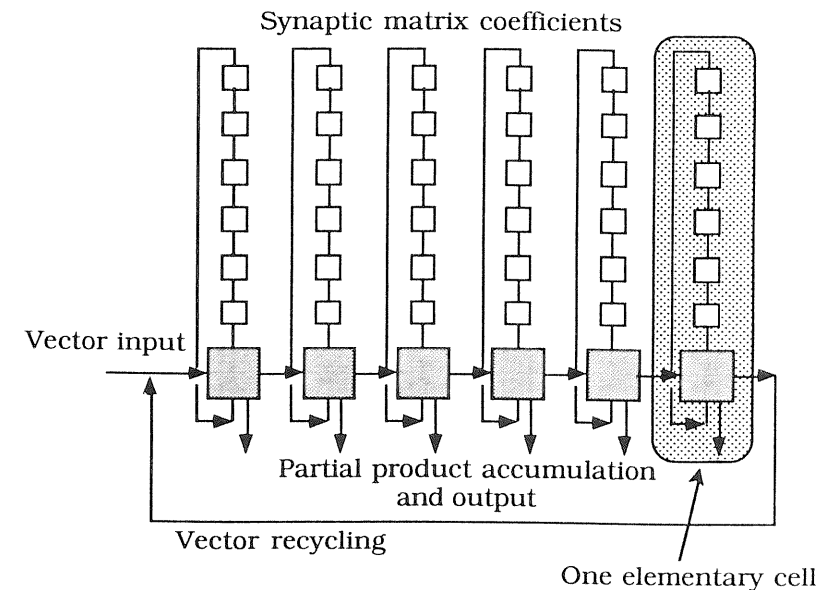 Synaptic matrix coefficients
Vector input
Partial product accumulation
and output
Vector recycling
One elementary cell